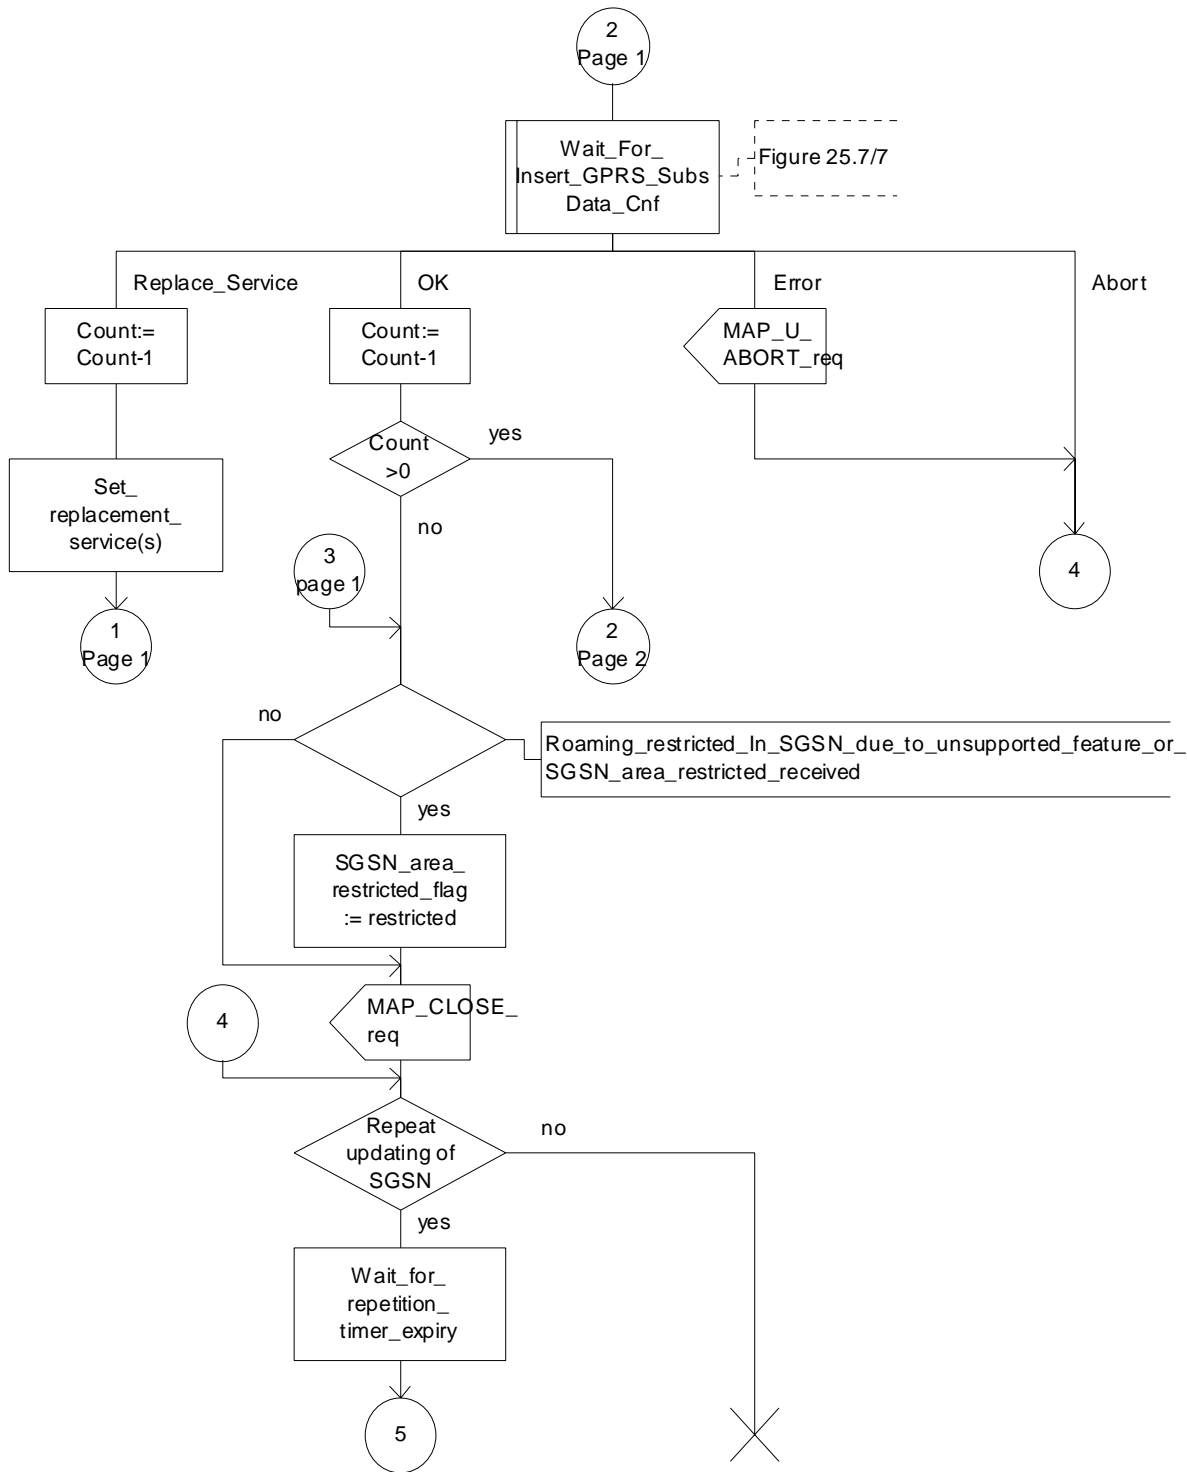 2
Page 1
Wait_For_
Insert_GPRS_Subs
Data_Cnf
Figure 25.7/7
Replace_Service
OK
Error
Abort
Count:=
Count-1
Count:=
Count-1
MAP_U_
ABORT_req
Count
>0
yes
no
Set_
replacement_
service(s)
3
page 1
4
1
Page 1
2
Page 2
no
Roaming_restricted_In_SGSN_due_to_unsupported_feature_or_
SGSN_area_restricted_received
yes
SGSN_area_
restricted_flag
:= restricted
4
MAP_CLOSE_
req
Repeat
updating of
SGSN
no
yes
Wait_for_
repetition_
timer_expiry
5